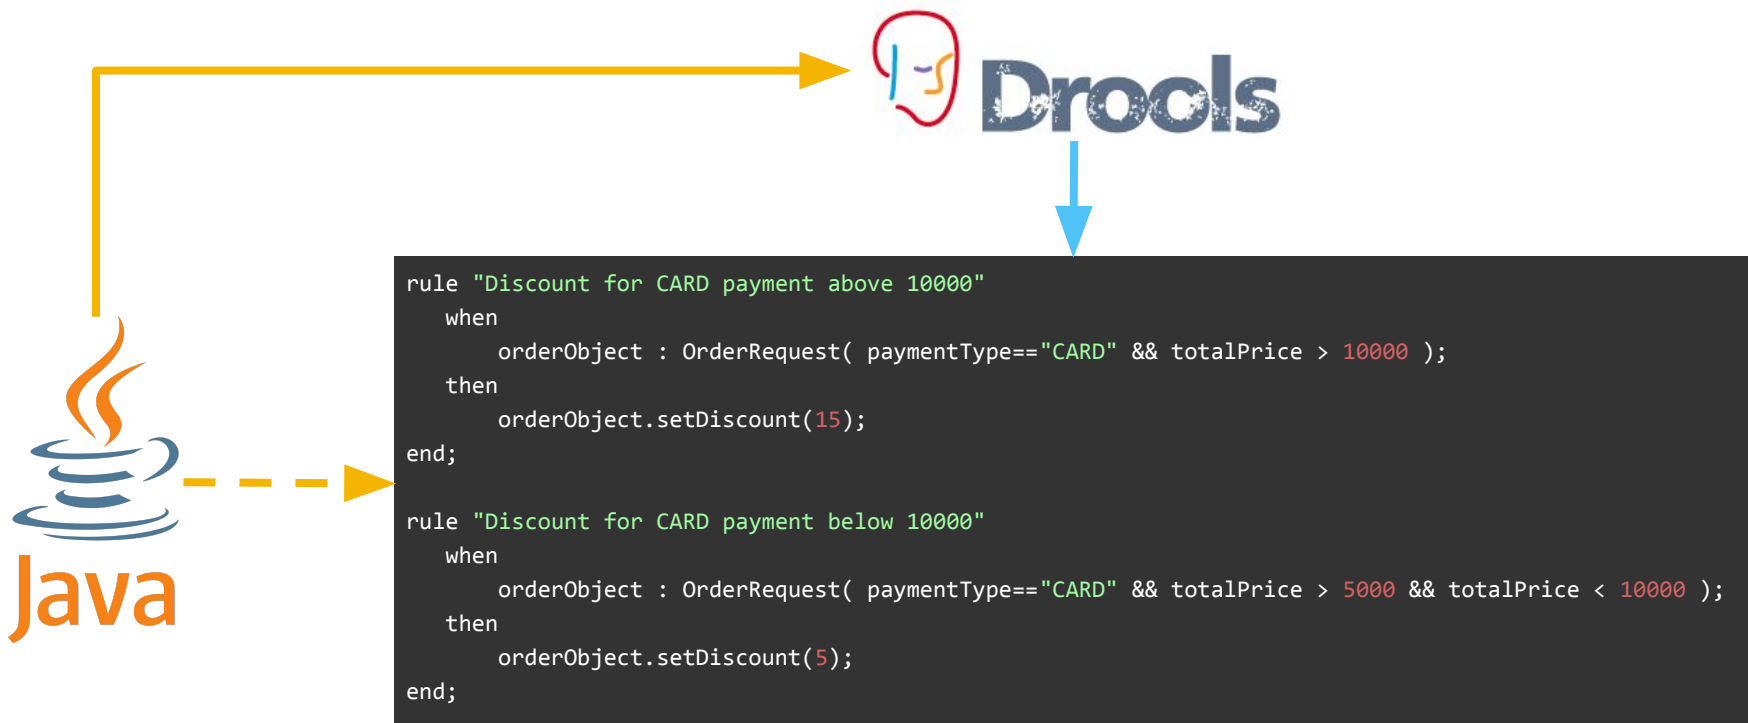 Drools
rule "Discount for CARD payment above 10000"
when
orderObject : OrderRequest( paymentType=="CARD" && totalPrice > 10000 );
then
orderObject.setDiscount(15);
end;
rule "Discount for CARD payment below 10000"
when
orderObject : OrderRequest( paymentType=="CARD" && totalPrice > 5000 && totalPrice < 10000 );
then
orderObject.setDiscount(5);
end;
Java